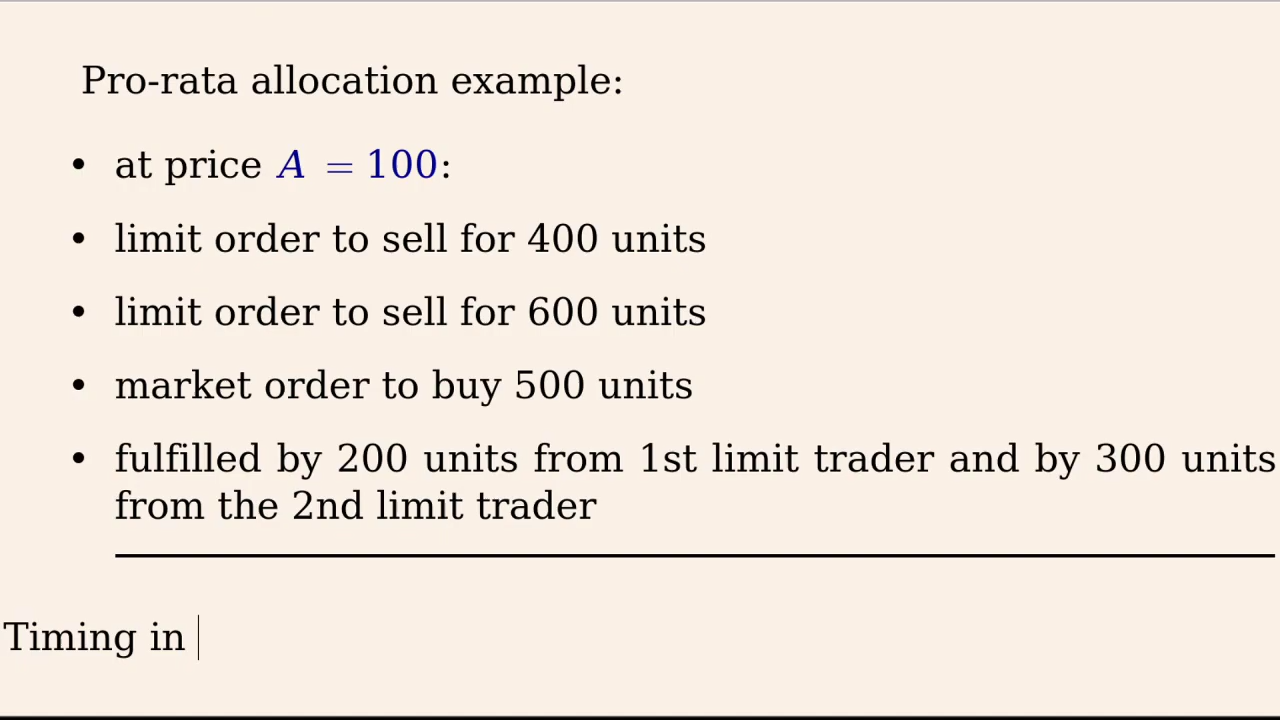 Pro-rata allocation example:
• at price A = 100:
• limit order to sell for 400 units
• limit order to sell for 600 units
• market order to buy 500 units
• fulfilled by 200 units from 1st limit trader and by 300 units
from the 2nd limit trader
Timing in